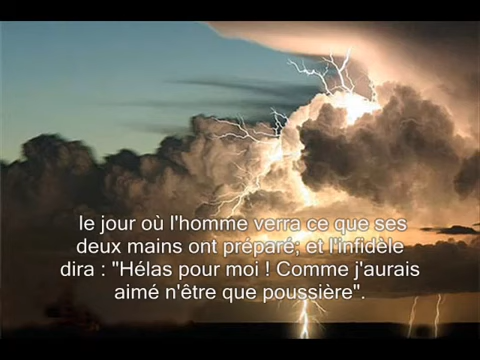 le jour où l'homme verra ce que ses
deux mains ont préparé; et l'infidèle
dira : "Hélas pour moi ! Comme j'aurais
aimé n'être que poussière".